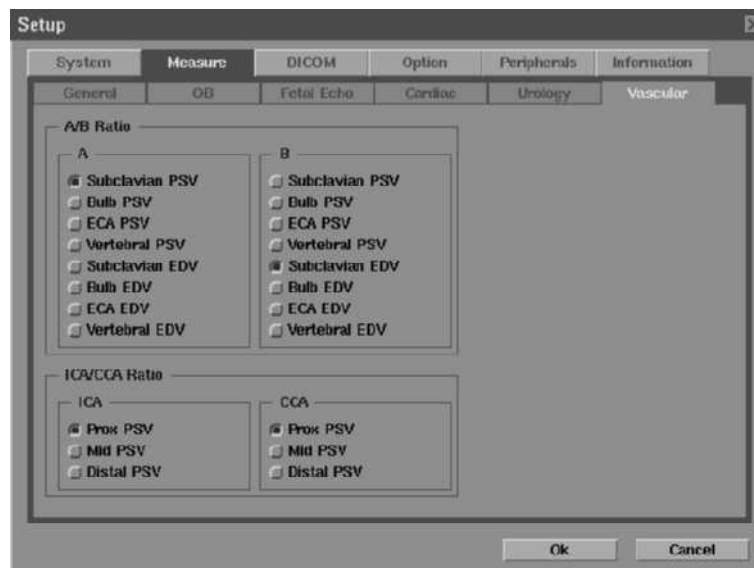 Setup
System Measure DICOM Option Peripherals Information
General OB Fetal Echo Cardiac Urology Vascular
A/B Ratio
A
Subclavian PSV
Bulb PSV
ECA PSV
Vertebral PSV
Subclavian EDV
Bulb EDV
ECA EDV
Vertebral EDV
B
Subclavian PSV
Bulb PSV
ECA PSV
Vertebral PSV
Subclavian EDV
Bulb EDV
ECA EDV
Vertebral EDV
ICA/CCA Ratio
ICA
Prox PSV
Mid PSV
Distal PSV
CCA
Prox PSV
Mid PSV
Distal PSV
Ok Cancel